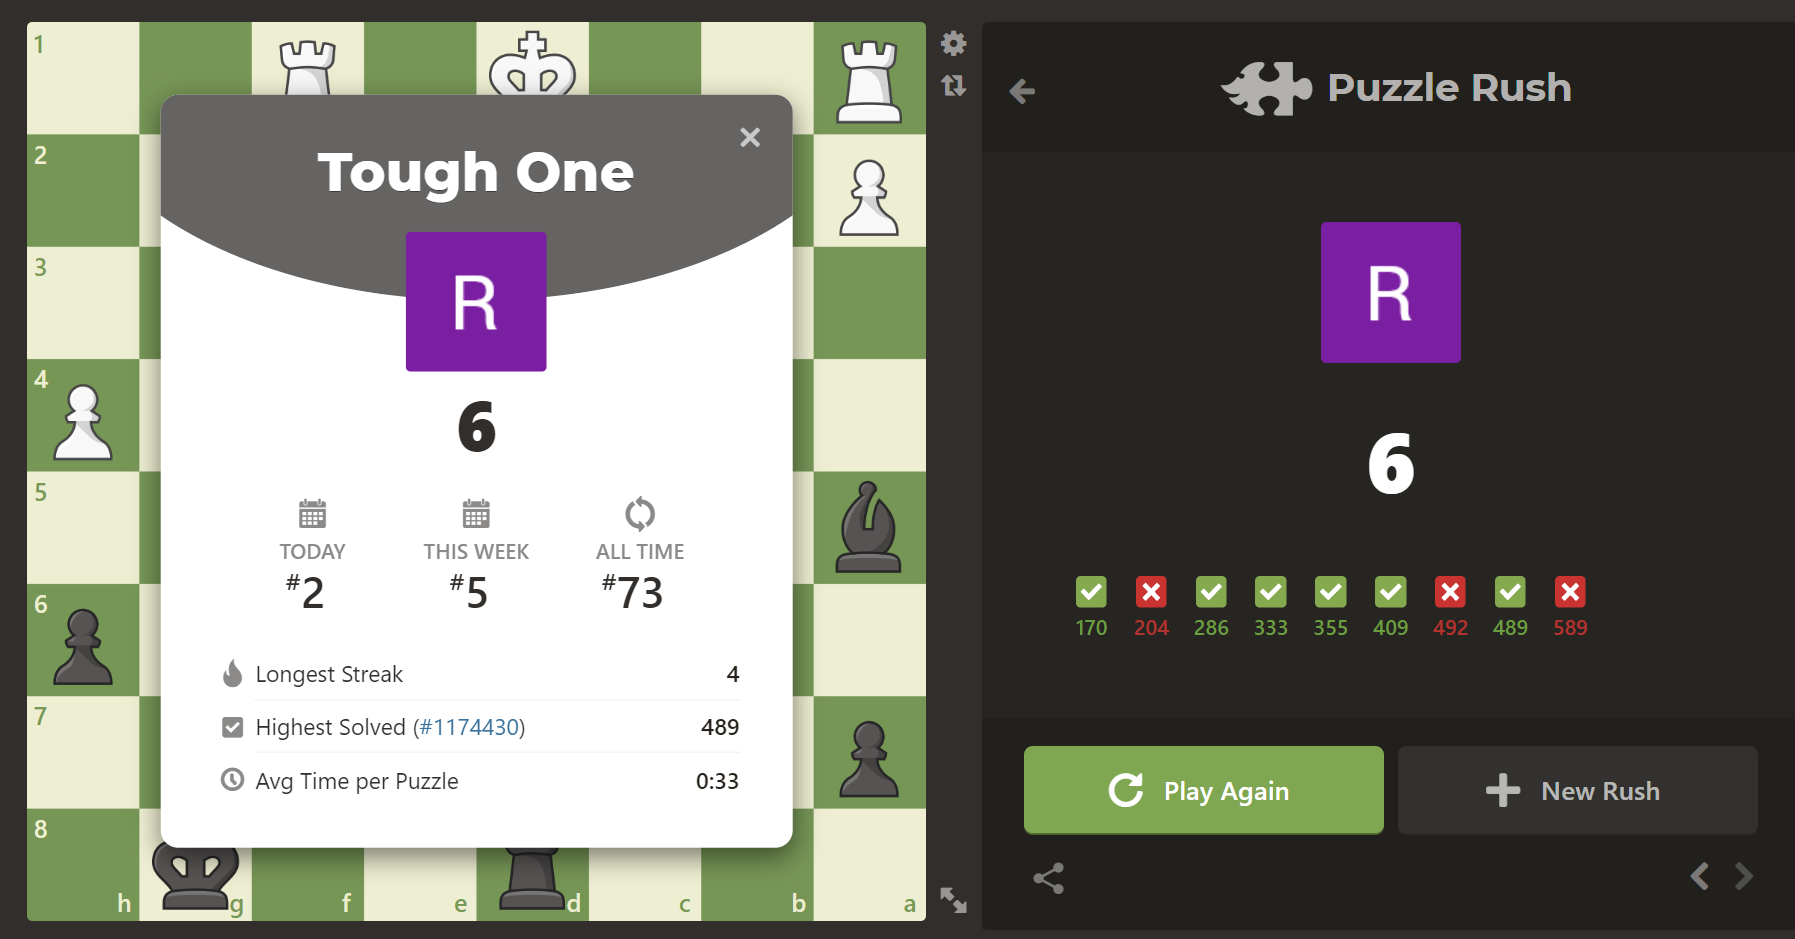 1
2
3
4
5
6
7
8
h
g
f
e
d
c
b
a
Tough One
R
6
TODAY
#2
THIS WEEK
#5
ALL TIME
#73
Longest Streak 4
Highest Solved (#1174430) 489
Avg Time per Puzzle 0:33
Puzzle Rush
R
6
170 204 286 333 355 409 492 489 589
Play Again
New Rush